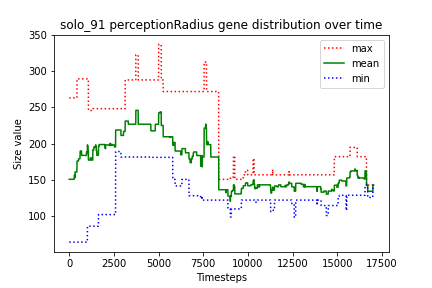 solo_91 perceptionRadius gene distribution over time
350
300
250
200
150
100
Size value
max
mean
min
0
2500
5000
7500
10000
12500
15000
17500
Timesteps